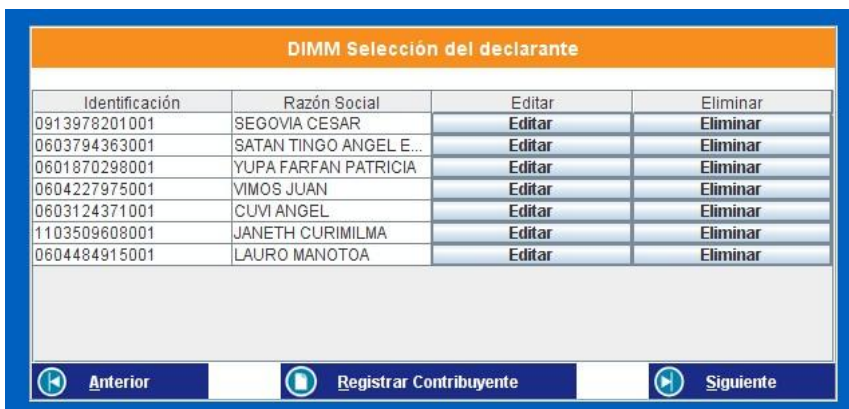 DIMM Selección del declarante
Identificación Razón Social Editar Eliminar
0913978201001 SEGOVIA CESAR Editar Eliminar
0603794363001 SATAN TINGO ANGEL E... Editar Eliminar
0601870298001 YUPA FARFAN PATRICIA Editar Eliminar
0604227975001 VIMOS JUAN Editar Eliminar
0603124371001 CUVI ANGEL Editar Eliminar
1103509608001 JANETH CURIMILMA Editar Eliminar
0604484915001 LAURO MANOTOA Editar Eliminar
Anterior Registrar Contribuyente Siguiente